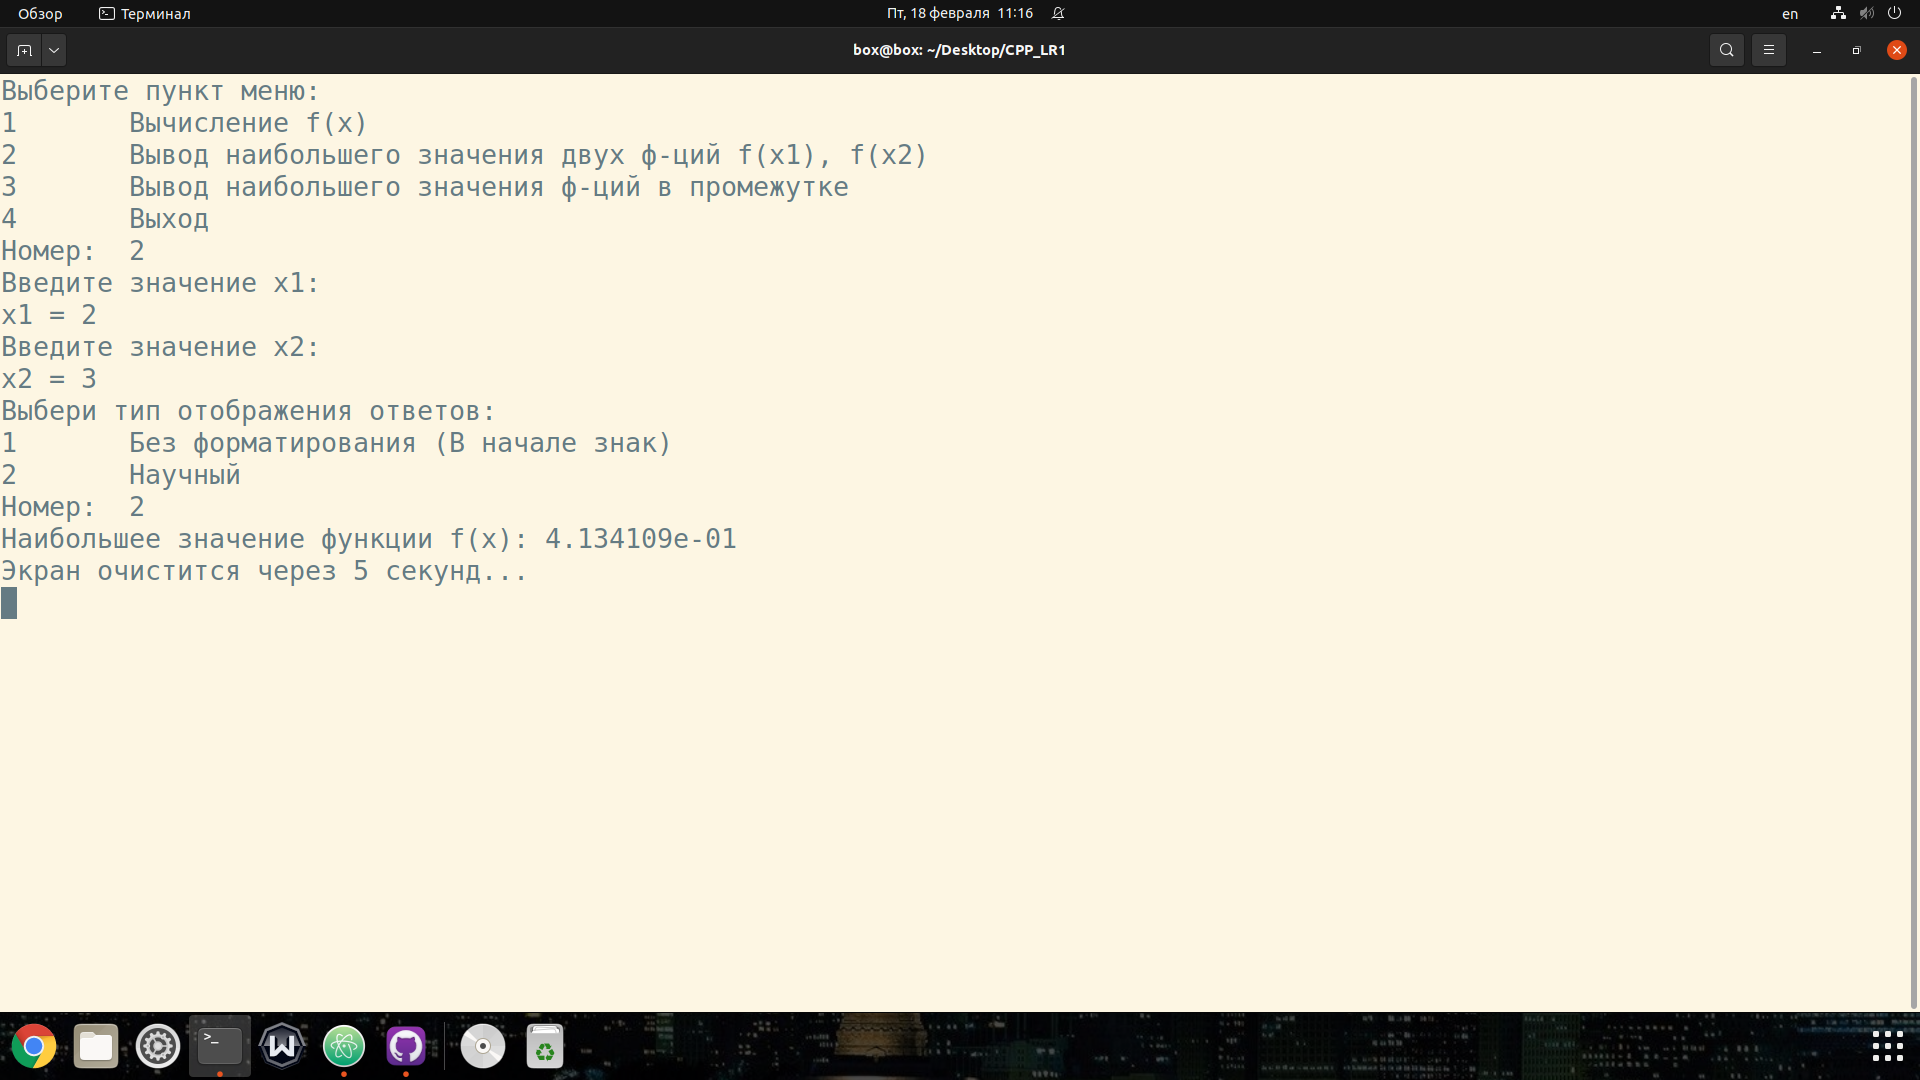 Обзор Терминал Пт, 18 февраля 11:16 en
box@box: ~/Desktop/CPP_LR1
Выберите пункт меню:
1 Вычисление f(x)
2 Вывод наибольшего значения двух ф-ций f(x1), f(x2)
3 Вывод наибольшего значения ф-ций в промежутке
4 Выход
Номер: 2
Введите значение x1:
x1 = 2
Введите значение x2:
x2 = 3
Выбери тип отображения ответов:
1 Без форматирования (В начале знак)
2 Научный
Номер: 2
Наибольшее значение функции f(x): 4.134109e-01
Экран очистится через 5 секунд...